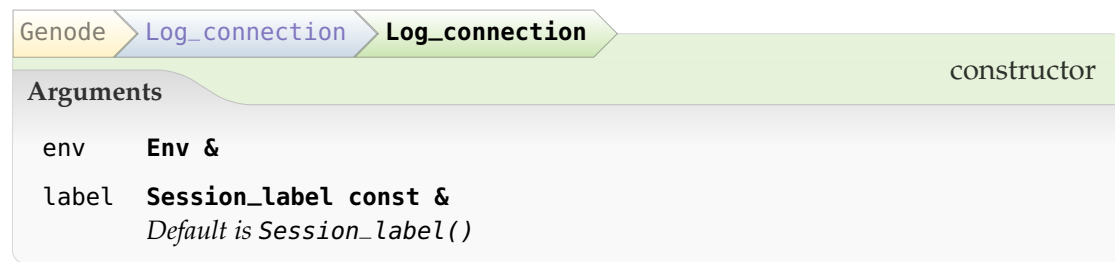 Genode Log_connection Log_connection
constructor
Arguments
env Env &
label Session_label const &
Default is Session_label()